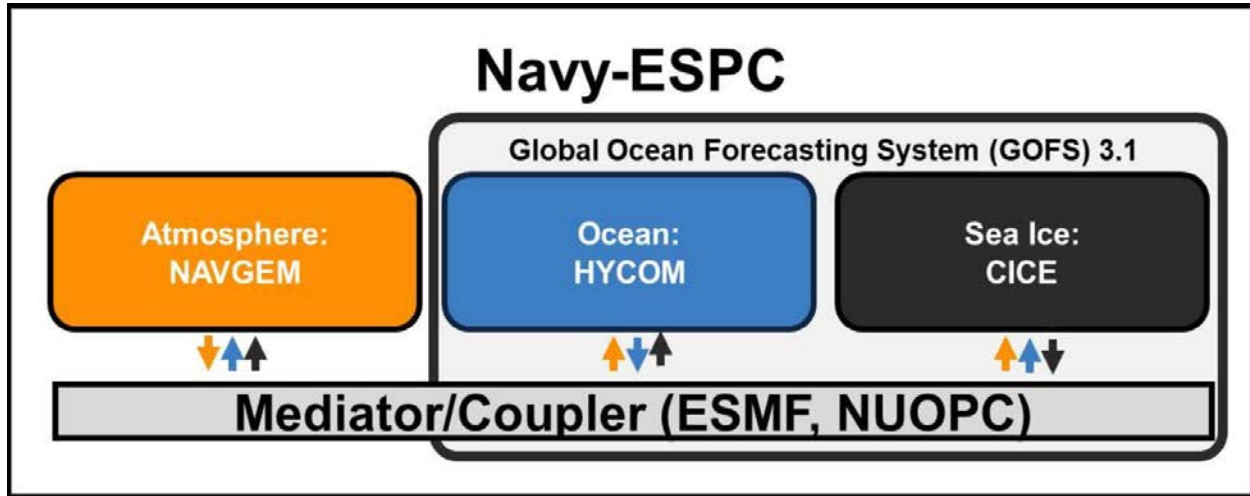 Navy-ESPC
Global Ocean Forecasting System (GOFS) 3.1
Atmosphere:
NAVGEM
Ocean:
HYCOM
Sea Ice:
CICE
Mediator/Coupler (ESMF, NUOPC)